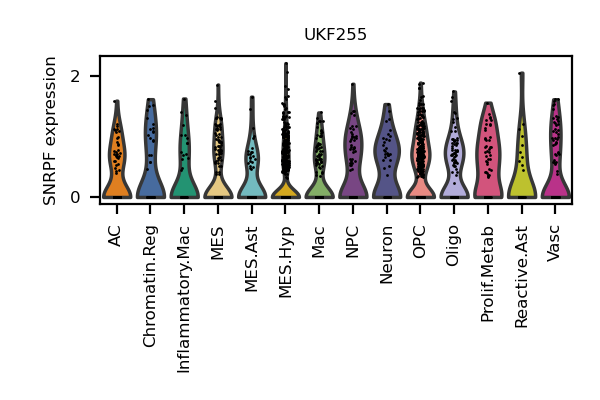 UKF255
SNRPF expression
2
0
AC
Chromatin.Reg
Inflammatory.Mac
MES
MES.Ast
MES.Hyp
Mac
NPC
Neuron
OPC
Oligo
Prolif.Metab
Reactive.Ast
Vasc